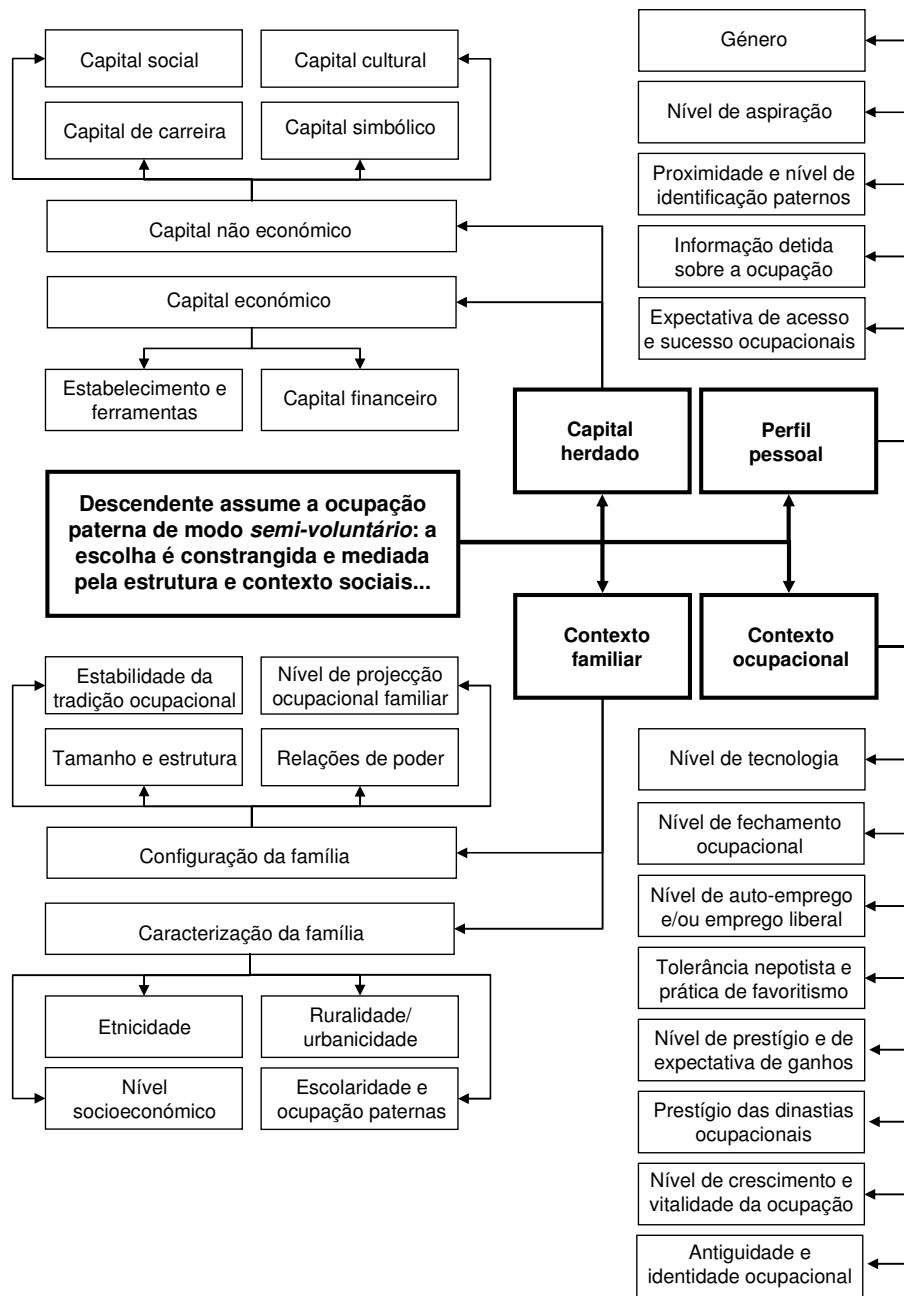 Capital social
Capital cultural
Capital de carreira
Capital simbólico
Capital não económico
Capital económico
Estabelecimento e
ferramentas
Capital financeiro
Género
Nível de aspiração
Proximidade e nível de
identificação paternos
Informação detida
sobre a ocupação
Expectativa de acesso
e sucesso ocupacionais
Capital
herdado
Perfil
pessoal
Descendente assume a ocupação
paterna de modo semi-voluntário: a
escolha é constrangida e mediada
pela estrutura e contexto sociais...
Contexto
familiar
Contexto
ocupacional
Estabilidade da
tradição ocupacional
Nível de projecção
ocupacional familiar
Tamanho e estrutura
Relações de poder
Configuração da família
Caracterização da família
Etnicidade
Ruralidade/
urbanicidade
Nível
socioeconómico
Escolaridade e
ocupação paternas
Nível de tecnologia
Nível de fechamento
ocupacional
Nível de auto-emprego
e/ou emprego liberal
Tolerância nepotista e
prática de favoritismo
Nível de prestígio e de
expectativa de ganhos
Prestígio das dinastias
ocupacionais
Nível de crescimento e
vitalidade da ocupação
Antiguidade e
identidade ocupacional